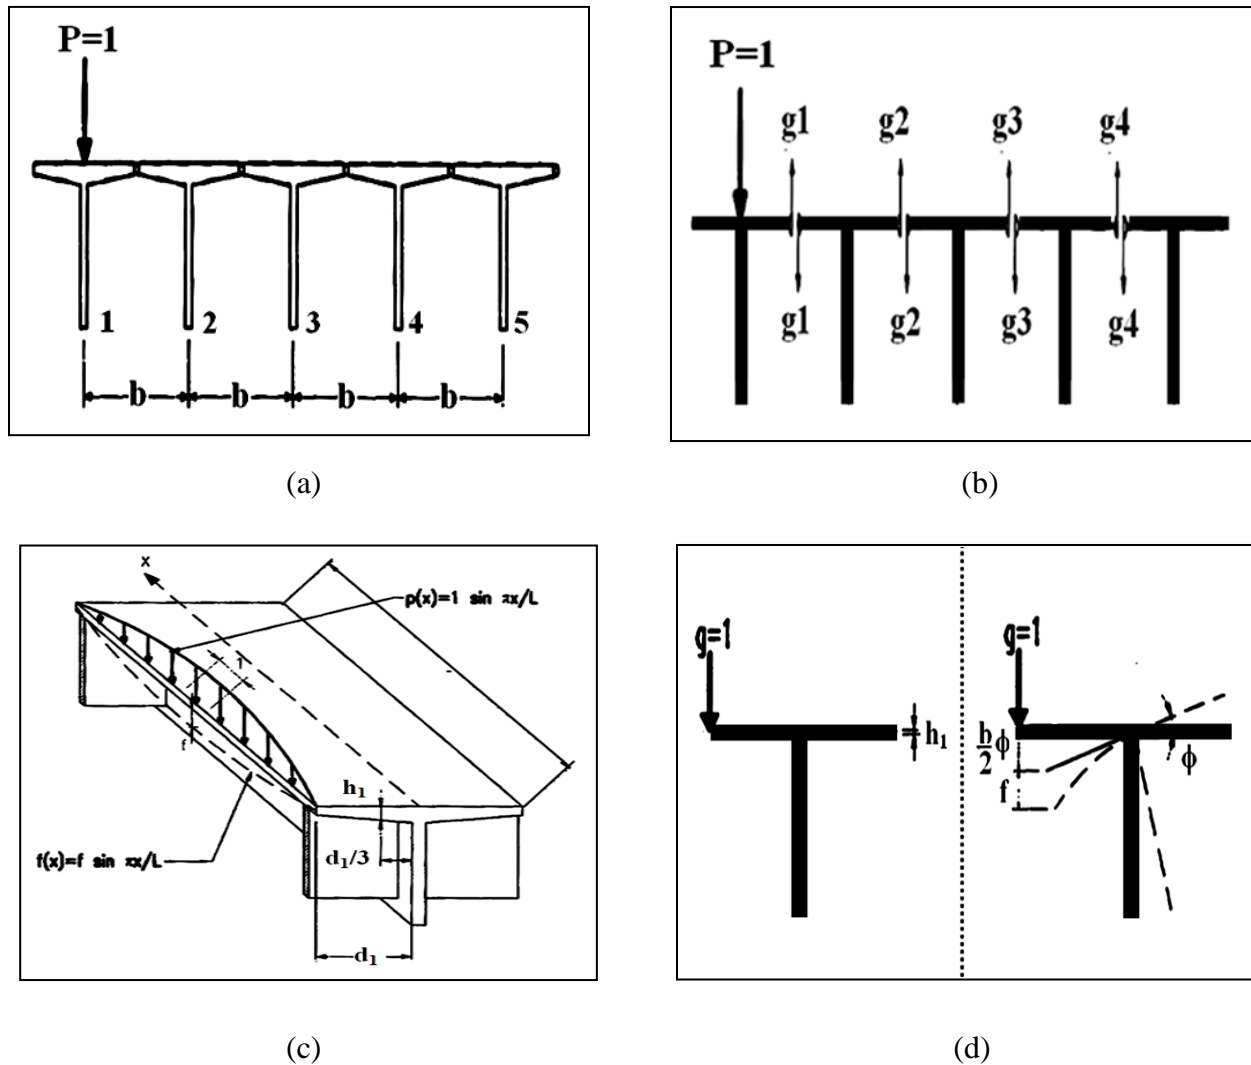 P=1
1 2 3 4 5
b b b b
(a)
P=1
g1 g2 g3 g4
g1 g2 g3 g4
(b)
x
p(x)=1 sin πx/L
1
f
h₁
d₁/3
f(x)=f sin πx/L
d₁
(c)
g=1
h₁
g=1
b/2 ϕ
f
ϕ
(d)